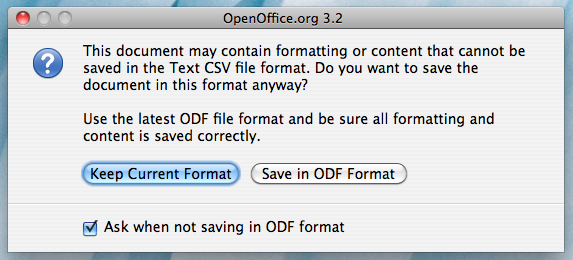 OpenOffice.org 3.2
This document may contain formatting or content that cannot be
saved in the Text CSV file format. Do you want to save the
document in this format anyway?
Use the latest ODF file format and be sure all formatting and
content is saved correctly.
Keep Current Format
Save in ODF Format
Ask when not saving in ODF format